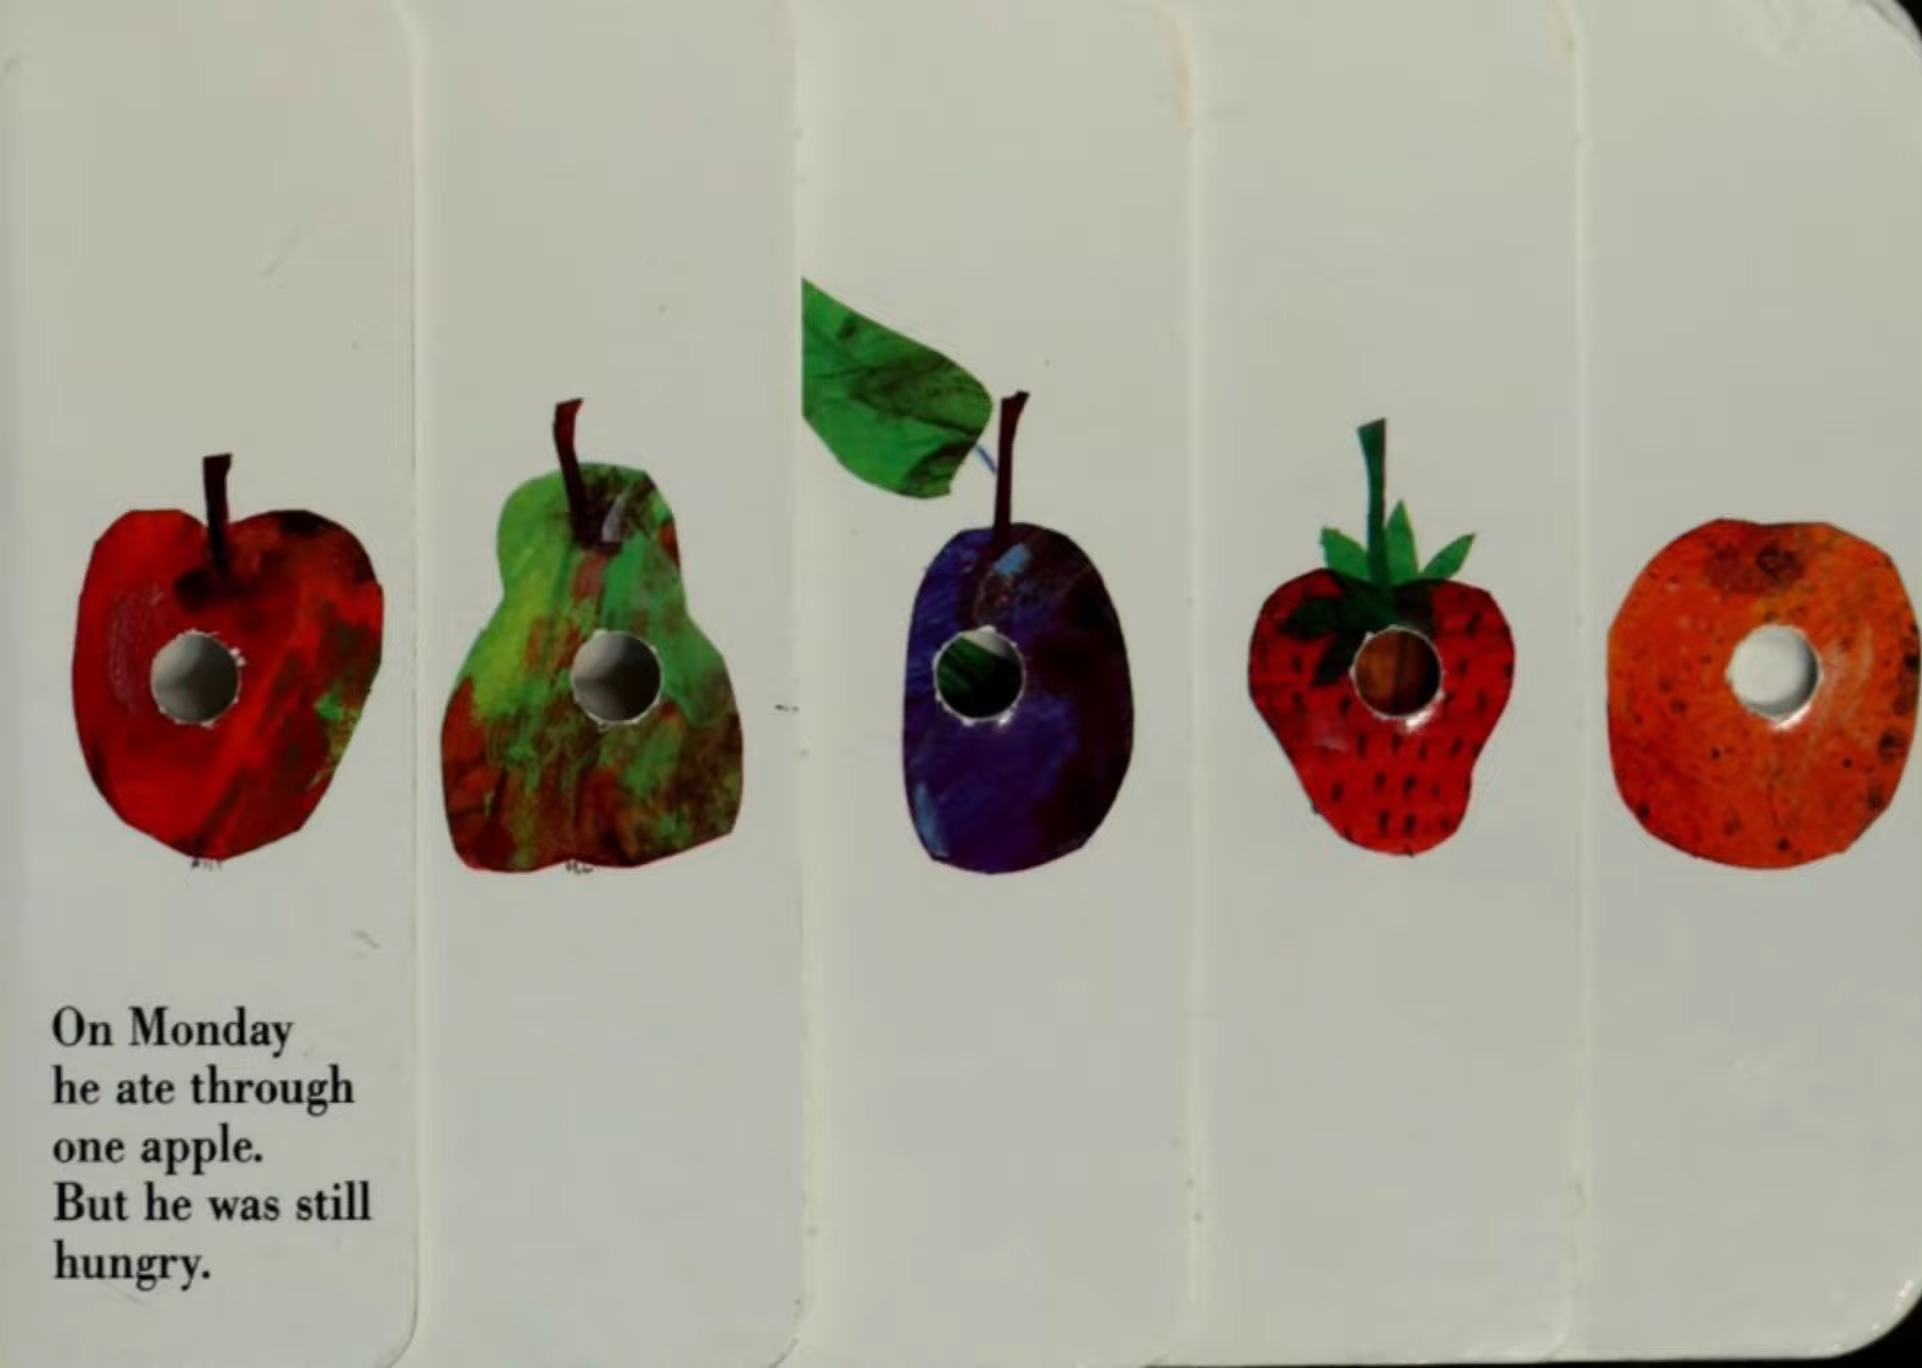 On Monday
he ate through
one apple.
But he was still
hungry.